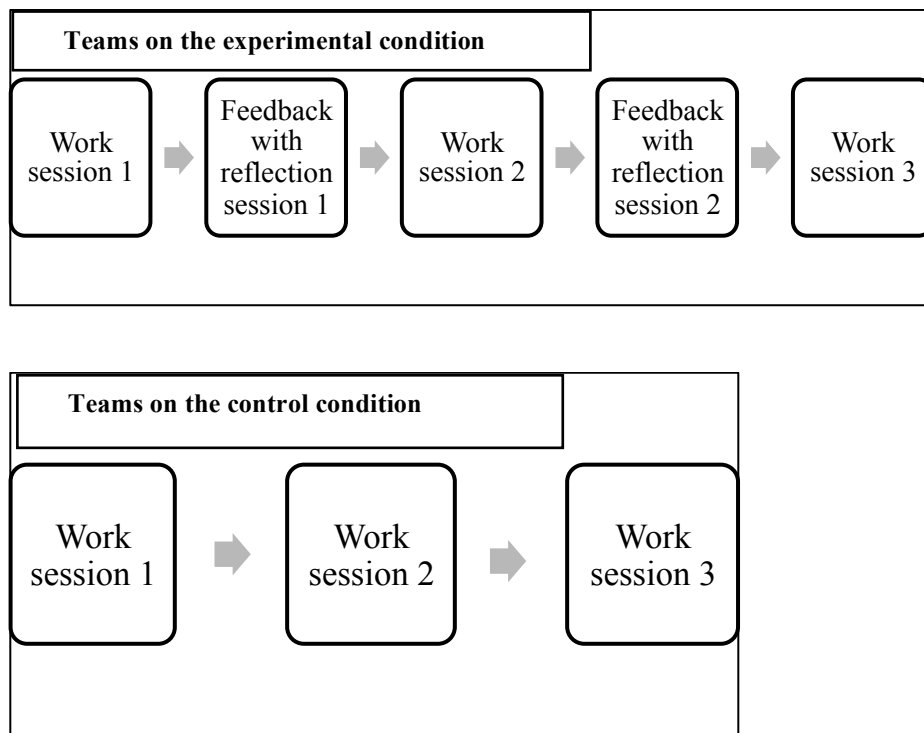 Teams on the experimental condition
Work
session 1
Feedback
with
reflection
session 1
Work
session 2
Feedback
with
reflection
session 2
Work
session 3
Teams on the control condition
Work
session 1
Work
session 2
Work
session 3